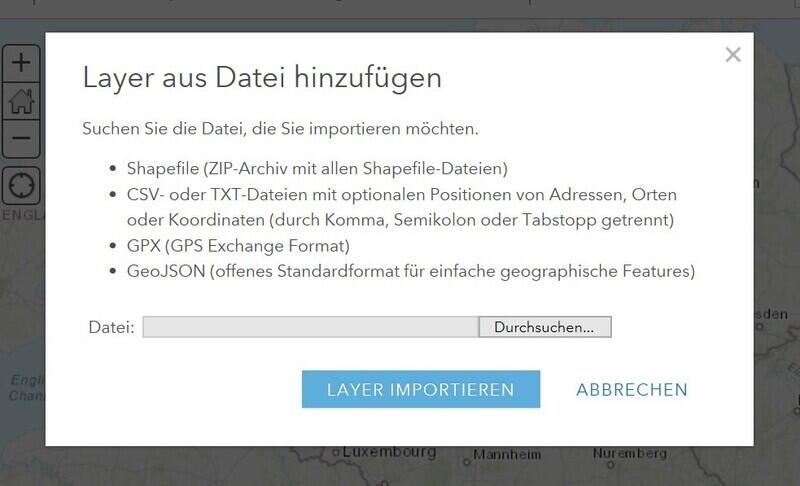 Layer aus Datei hinzufügen
Suchen Sie die Datei, die Sie importieren möchten.
Shapefile (ZIP-Archiv mit allen Shapefile-Dateien)
CSV- oder TXT-Dateien mit optionalen Positionen von Adressen, Orten
oder Koordinaten (durch Komma, Semikolon oder Tabstopp getrennt)
GPX (GPS Exchange Format)
GeoJSON (offenes Standardformat für einfache geographische Features)
Datei: Durchsuchen...
LAYER IMPORTIEREN ABBRECHEN
ENGLA
sden
Engli
Chan
Luxembourg
Mannheim
Nuremberg